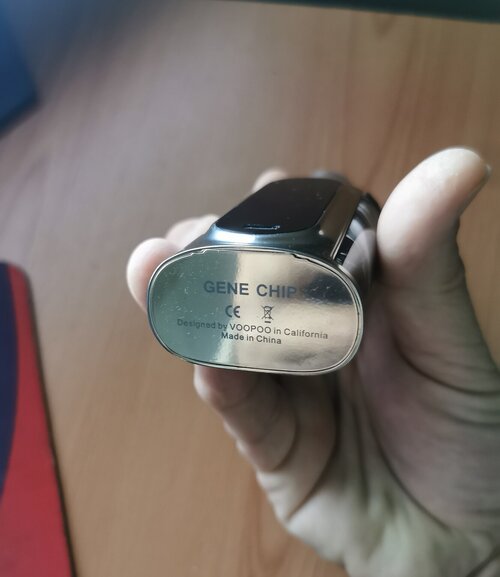 GENE CHIP
CE
Designed by VOOPOO in California
Made in China